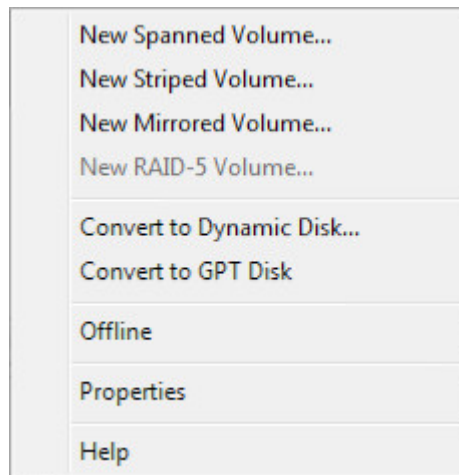 New Spanned Volume...
New Striped Volume...
New Mirrored Volume...
New RAID-5 Volume...
Convert to Dynamic Disk...
Convert to GPT Disk
Offline
Properties
Help